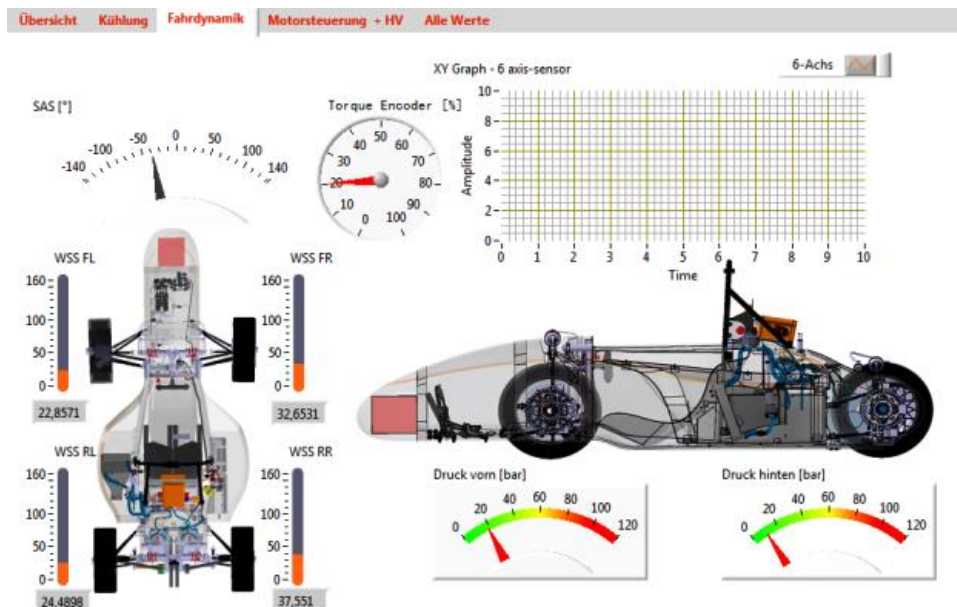 Übersicht Kühlung Fahrdynamik Motorsteuerung + HV Alle Werte
XY Graph - 6 axis-sensor
6-Achs
SAS [°]
-140 -100 -50 0 50 100 140
Torque Encoder [%]
0 10 20 30 40 50 60 70 80 90 100
Amplitude
10
8
6
4
2
0
0 1 2 3 4 5 6 7 8 9 10
Time
WSS FL
160
100
50
0
22,8571
WSS FR
160
100
50
0
32,6531
WSS RL
160
100
50
0
24,4898
WSS RR
160
100
50
0
37,551
Druck vorn [bar]
0 20 40 60 80 100 120
Druck hinten [bar]
0 20 40 60 80 100 120